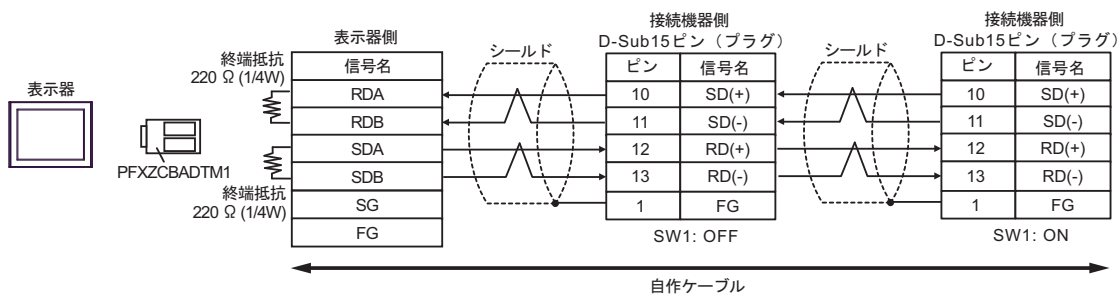 表示器
PFXZCBADTM1
終端抵抗
220 Ω (1/4W)
終端抵抗
220 Ω (1/4W)
表示器側
信号名
RDA
RDB
SDA
SDB
SG
FG
シールド
接続機器側
D-Sub15ピン（プラグ）
ピン 信号名
10 SD(+)
11 SD(-)
12 RD(+)
13 RD(-)
1 FG
SW1: OFF
シールド
接続機器側
D-Sub15ピン（プラグ）
ピン 信号名
10 SD(+)
11 SD(-)
12 RD(+)
13 RD(-)
1 FG
SW1: ON
自作ケーブル